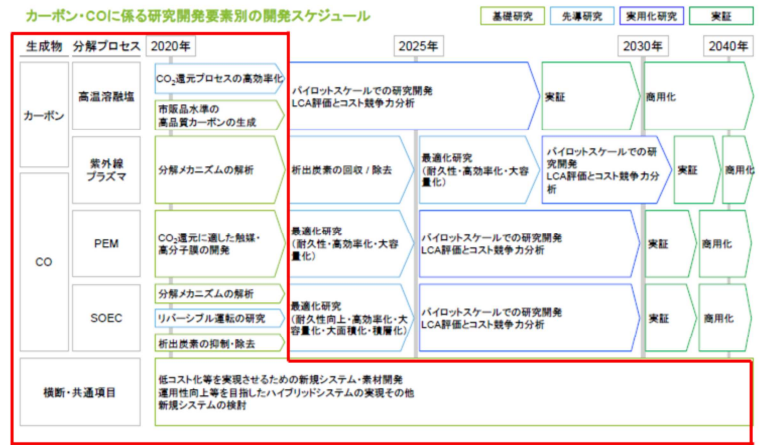 カーボン・COに係る研究開発要素別の開発スケジュール
基礎研究
先導研究
実用化研究
実証
生成物
分解プロセス
2020年
2025年
2030年
2040年
カーボン
高温溶融塩
CO₂還元プロセスの高効率化
市販品水準の
高品質カーボンの生成
パイロットスケールでの研究開発
LCA評価とコスト競争力分析
実証
商用化
紫外線
プラズマ
分解メカニズムの解析
析出炭素の回収/除去
最適化研究
(耐久性・高効率化・大容
量化)
パイロットスケールでの研
究開発
LCA評価とコスト競争力分
析
実証
商用化
CO
PEM
CO₂還元に適した触媒・
高分子膜の開発
最適化研究
(耐久性・高効率化・大容
量化)
パイロットスケールでの研究開発
LCA評価とコスト競争力分析
実証
商用化
SOEC
分解メカニズムの解析
リバーシブル運転の研究
析出炭素の抑制・除去
最適化研究
(耐久性向上・高効率化・大
容量化・大面積化・積層化)
パイロットスケールでの研究開発
LCA評価とコスト競争力分析
実証
商用化
横断・共通項目
低コスト化等を実現させるための新規システム・素材開発
運用性向上等を目指したハイブリッドシステムの実現その他
新規システムの検討